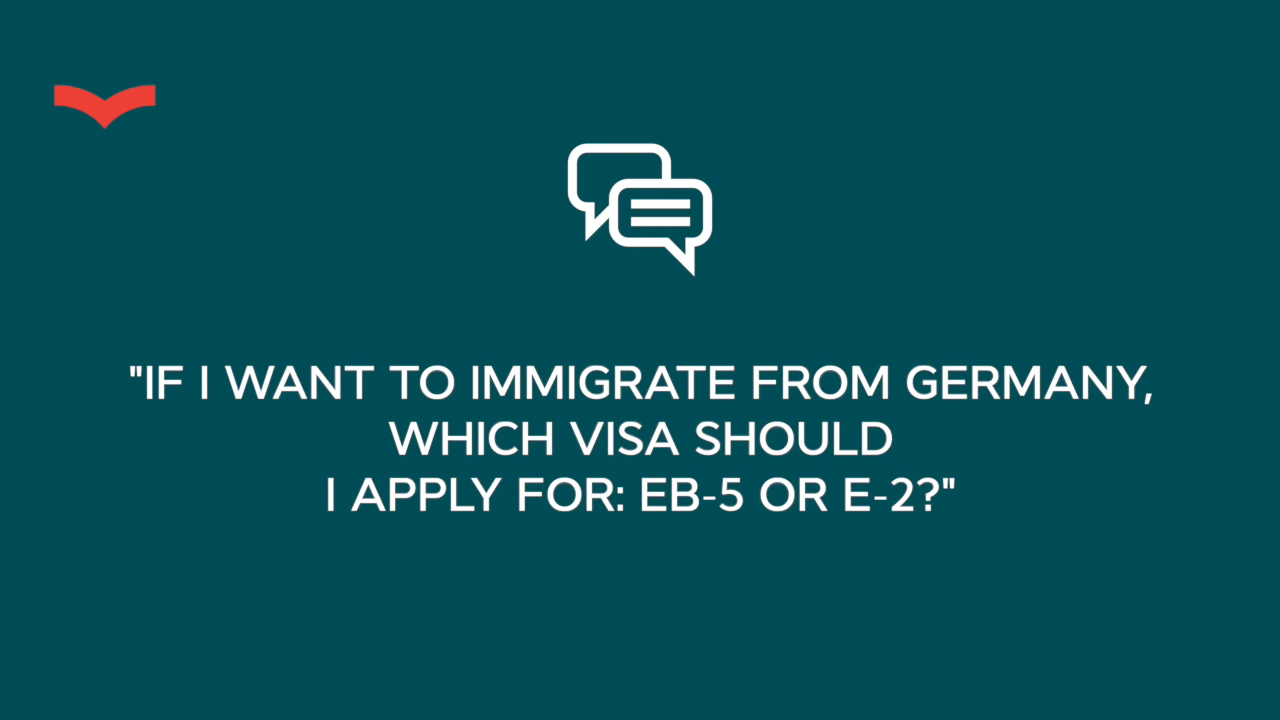 "IF I WANT TO IMMIGRATE FROM GERMANY,
WHICH VISA SHOULD
I APPLY FOR: EB-5 OR E-2?"